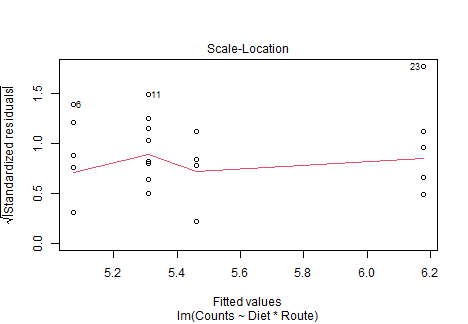 Scale-Location
√|Standardized residuals|
1.5
1.0
0.5
0.0
6
11
23
5.2 5.4 5.6 5.8 6.0 6.2
Fitted values
lm(Counts ~ Diet * Route)